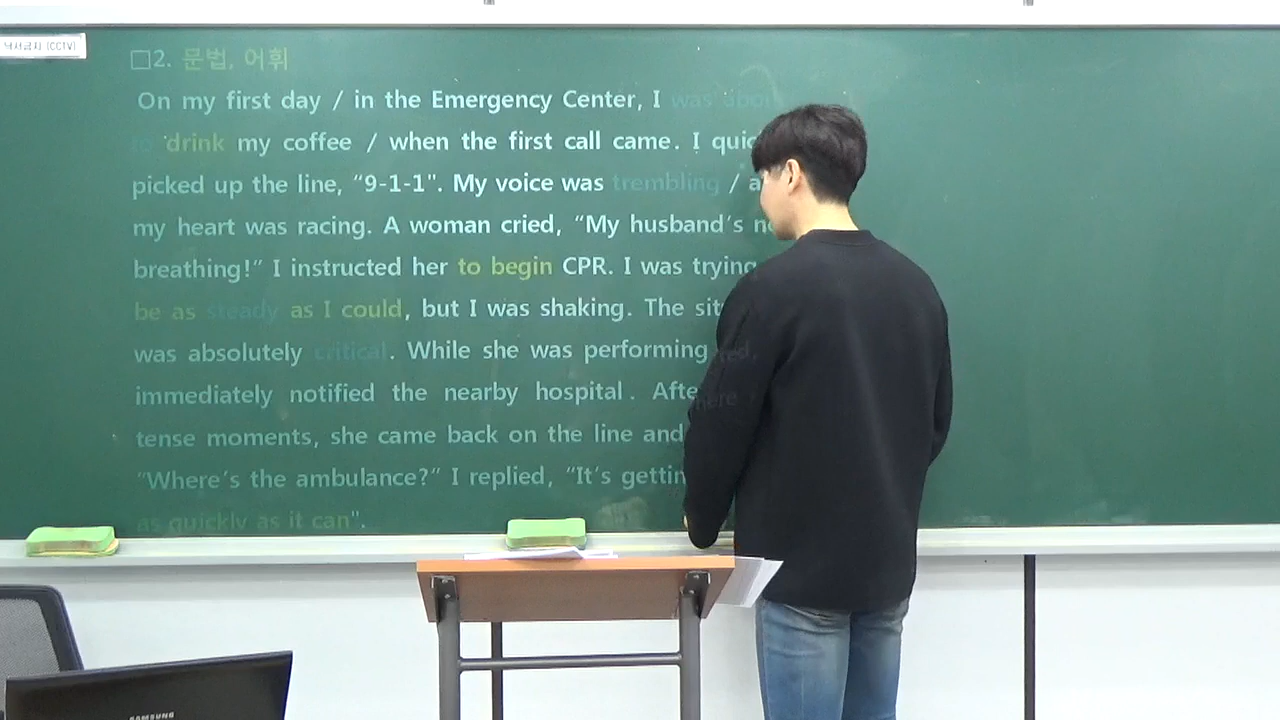 낙서금지 (CCTV)
□2. 문법, 어휘
On my first day / in the Emergency Center, I was about
drink my coffee / when the first call came. I quic
picked up the line, “9-1-1". My voice was trembling / a
my heart was racing. A woman cried, “My husband’s no
breathing!” I instructed her to begin CPR. I was trying
be as steady as I could, but I was shaking. The sit
was absolutely critical. While she was performing
immediately notified the nearby hospital. Afte
tense moments, she came back on the line and
“Where’s the ambulance?” I replied, “It’s gettin
as quickly as it can".
SAMSUNG